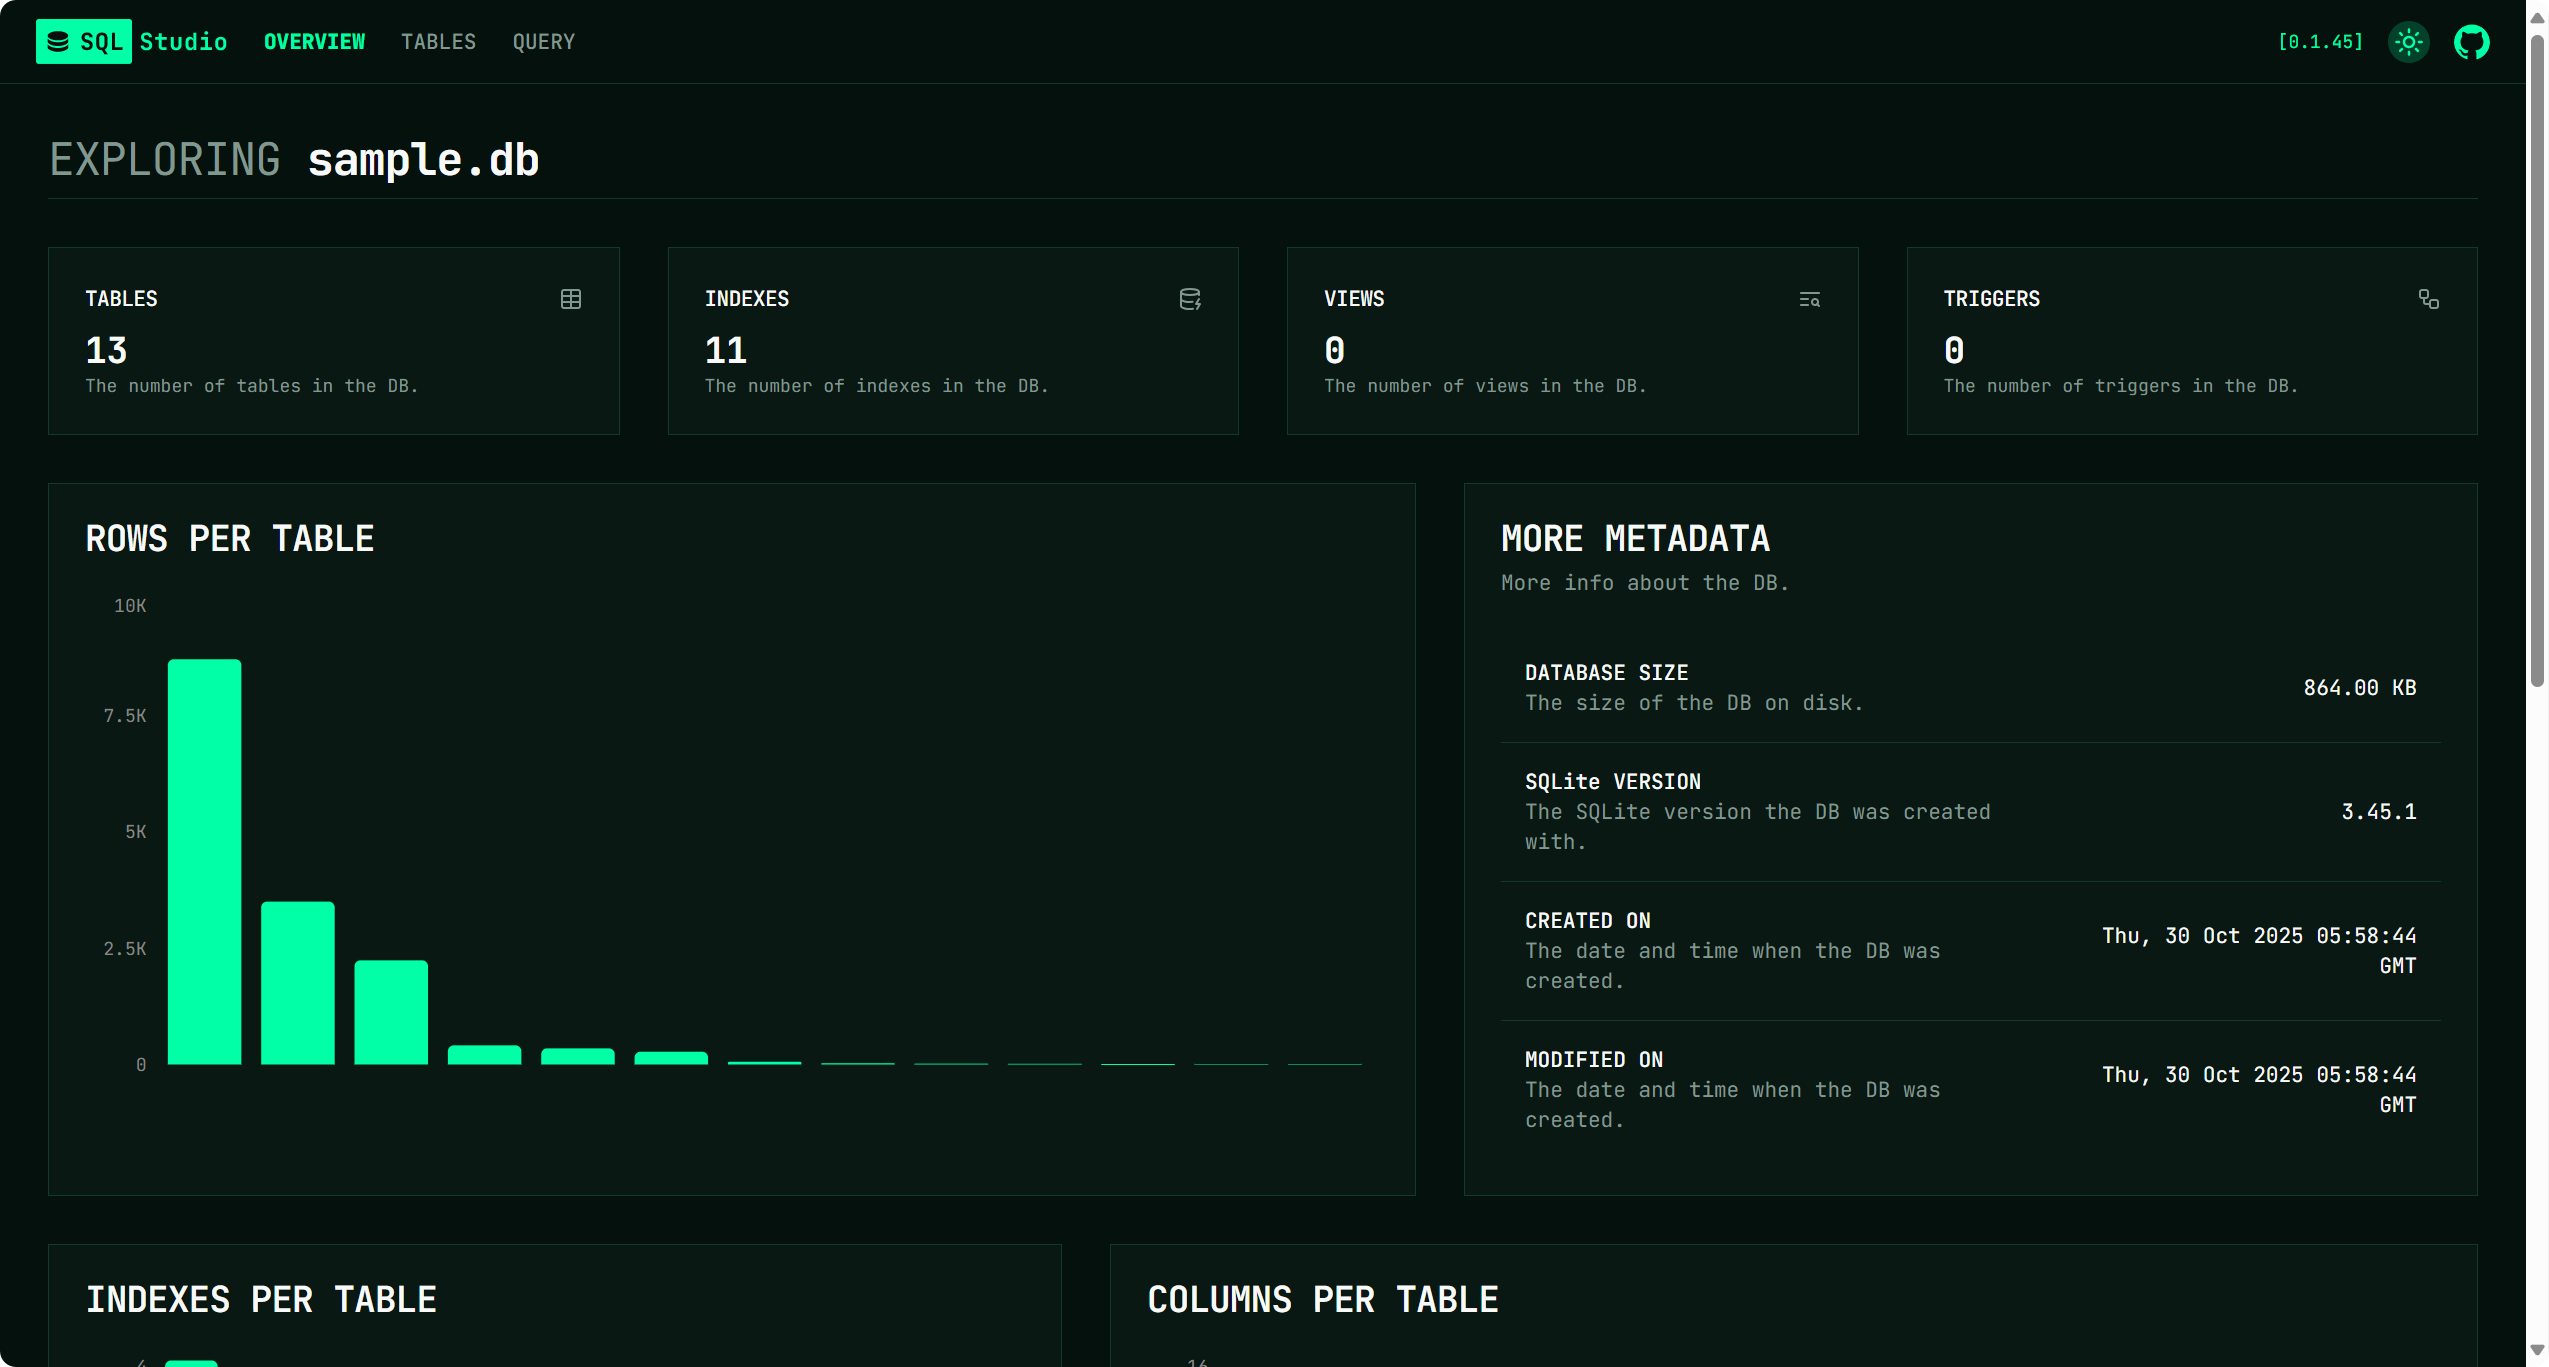 SQL Studio OVERVIEW TABLES QUERY [0.1.45]
EXPLORING sample.db
TABLES
13
The number of tables in the DB.
INDEXES
11
The number of indexes in the DB.
VIEWS
0
The number of views in the DB.
TRIGGERS
0
The number of triggers in the DB.
ROWS PER TABLE
10K
7.5K
5K
2.5K
0
MORE METADATA
More info about the DB.
DATABASE SIZE
The size of the DB on disk.
864.00 KB
SQLite VERSION
The SQLite version the DB was created
with.
3.45.1
CREATED ON
The date and time when the DB was
created.
Thu, 30 Oct 2025 05:58:44
GMT
MODIFIED ON
The date and time when the DB was
created.
Thu, 30 Oct 2025 05:58:44
GMT
INDEXES PER TABLE
4
COLUMNS PER TABLE
16